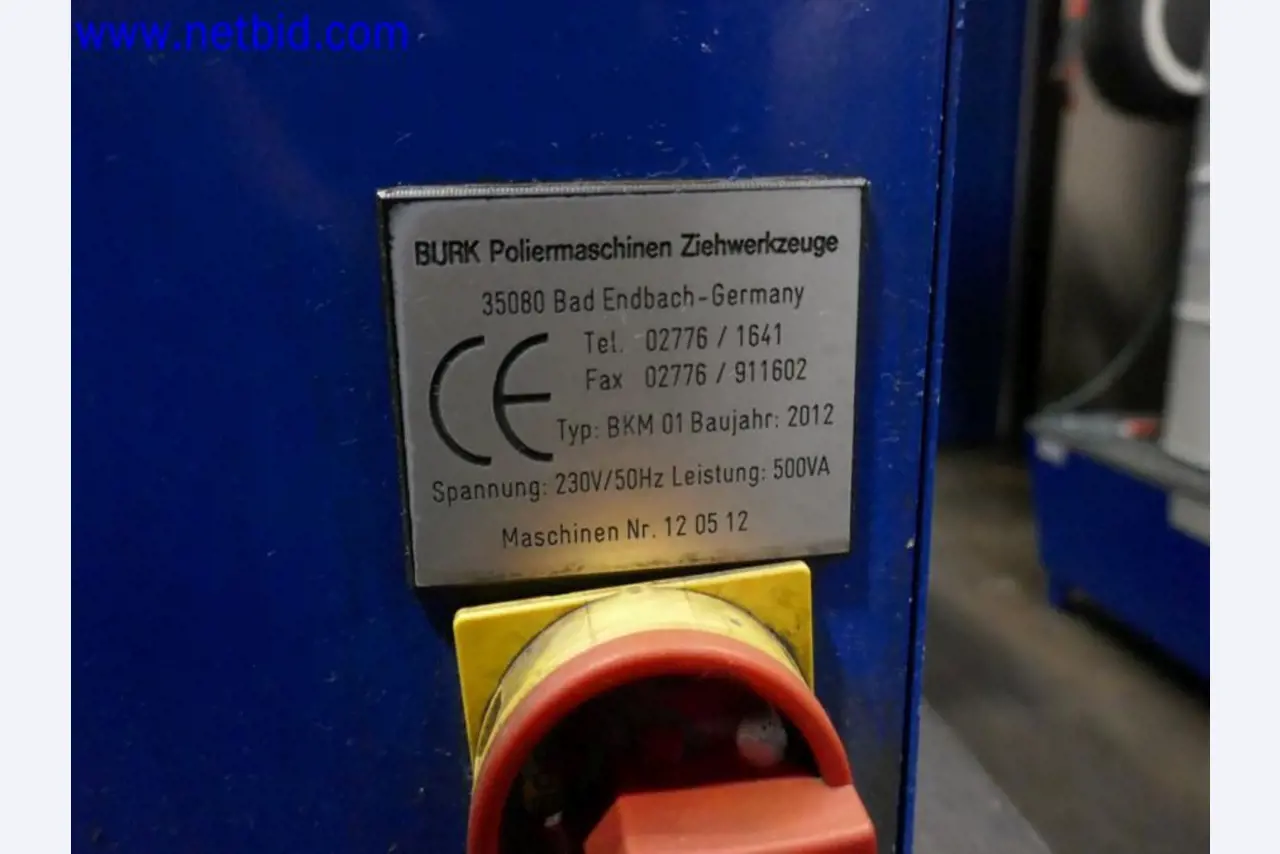 www.netbid.com
BURK Poliermaschinen Ziehwerkzeuge
35080 Bad Endbach-Germany
CE
Tel. 02776 / 1641
Fax 02776 / 911602
Typ: BKM 01 Baujahr: 2012
Spannung: 230V/50Hz Leistung: 500VA
Maschinen Nr. 12 05 12